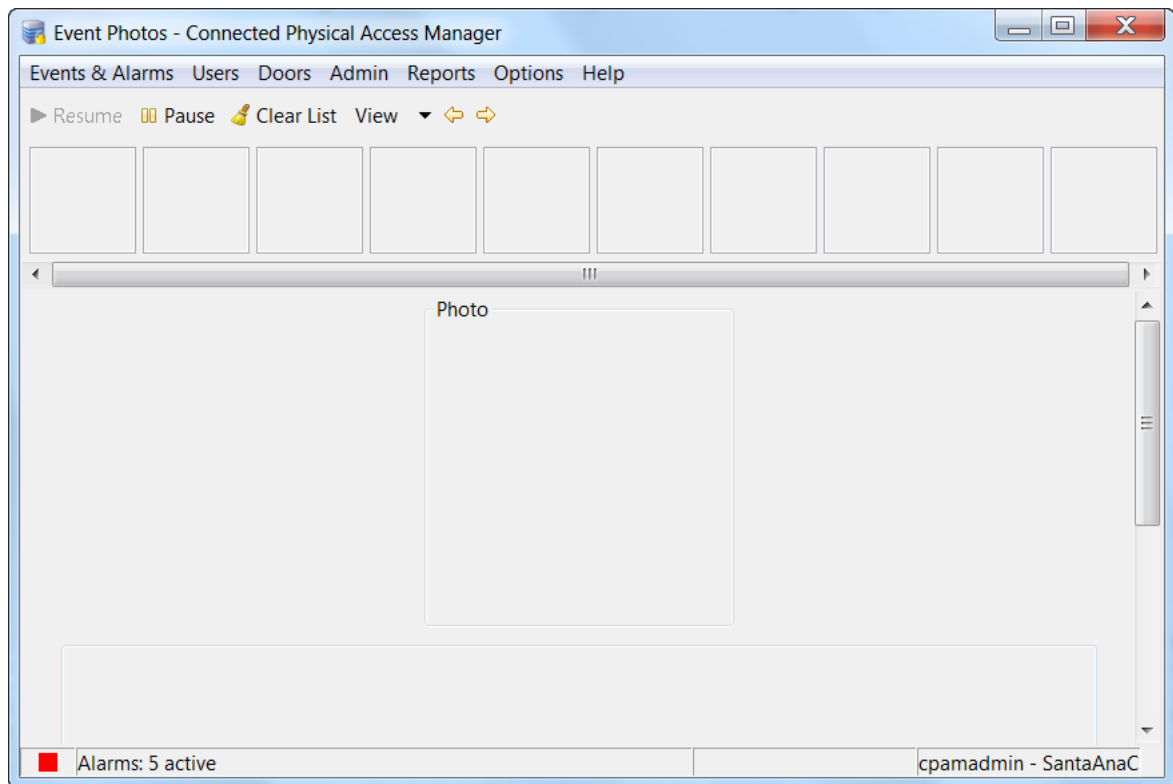 Event Photos - Connected Physical Access Manager
Events & Alarms Users Doors Admin Reports Options Help
Resume Pause Clear List View
Photo
Alarms: 5 active cpamadmin - SantaAnaC